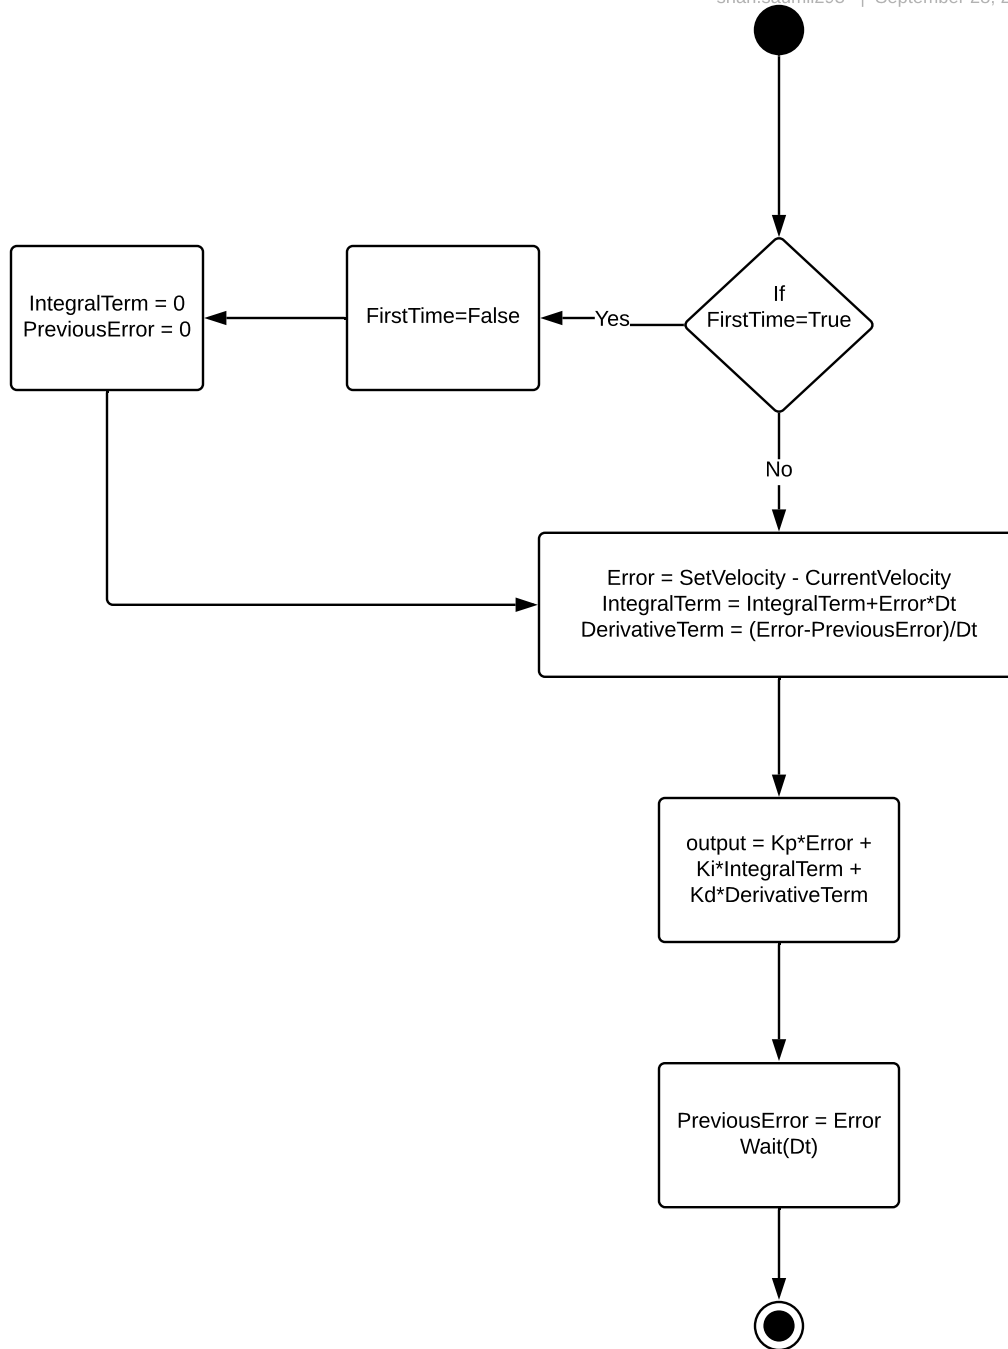 If
FirstTime=True
Yes
FirstTime=False
IntegralTerm = 0
PreviousError = 0
No
Error = SetVelocity - CurrentVelocity
IntegralTerm = IntegralTerm+Error*Dt
DerivativeTerm = (Error-PreviousError)/Dt
output = Kp*Error +
Ki*IntegralTerm +
Kd*DerivativeTerm
PreviousError = Error
Wait(Dt)